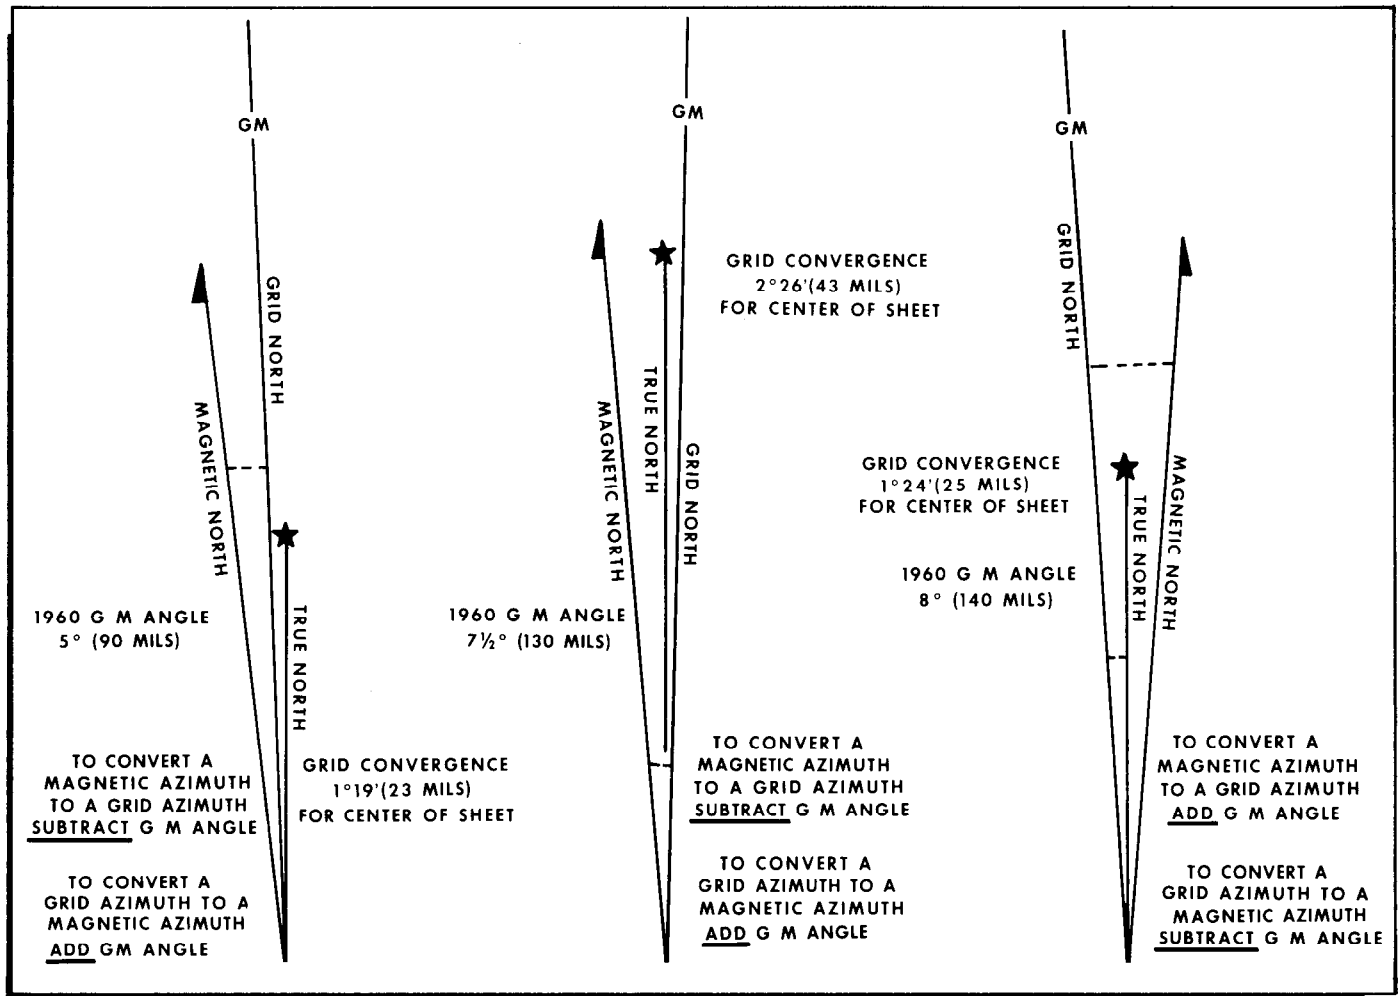 GM
GRID NORTH
MAGNETIC NORTH
TRUE NORTH
1960 G M ANGLE
5° (90 MILS)
GRID CONVERGENCE
1°19'(23 MILS)
FOR CENTER OF SHEET
TO CONVERT A
MAGNETIC AZIMUTH
TO A GRID AZIMUTH
SUBTRACT G M ANGLE
TO CONVERT A
GRID AZIMUTH TO A
MAGNETIC AZIMUTH
ADD GM ANGLE
GM
GRID CONVERGENCE
2°26'(43 MILS)
FOR CENTER OF SHEET
TRUE NORTH
MAGNETIC NORTH
GRID NORTH
1960 G M ANGLE
7½° (130 MILS)
TO CONVERT A
MAGNETIC AZIMUTH
TO A GRID AZIMUTH
SUBTRACT G M ANGLE
TO CONVERT A
GRID AZIMUTH TO A
MAGNETIC AZIMUTH
ADD G M ANGLE
GM
GRID NORTH
GRID CONVERGENCE
1°24'(25 MILS)
FOR CENTER OF SHEET
MAGNETIC NORTH
TRUE NORTH
1960 G M ANGLE
8° (140 MILS)
TO CONVERT A
MAGNETIC AZIMUTH
TO A GRID AZIMUTH
ADD G M ANGLE
TO CONVERT A
GRID AZIMUTH TO A
MAGNETIC AZIMUTH
SUBTRACT G M ANGLE